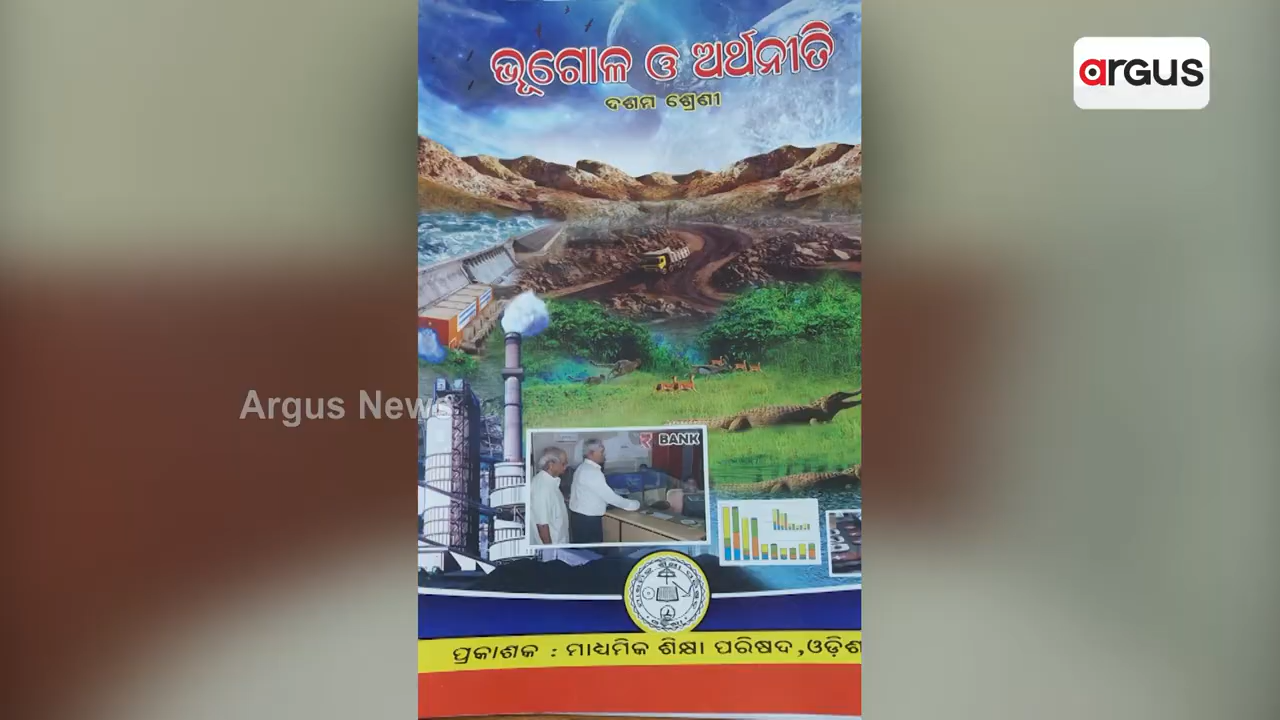 ଭୂଗୋଳ ଓ ଅର୍ଥନୀତି
ଦଶମ ଶ୍ରେଣୀ
argus
Argus News
₹ BANK
ପ୍ରକାଶକ : ମାଧ୍ୟମିକ ଶିକ୍ଷା ପରିଷଦ,ଓଡ଼ିଶ